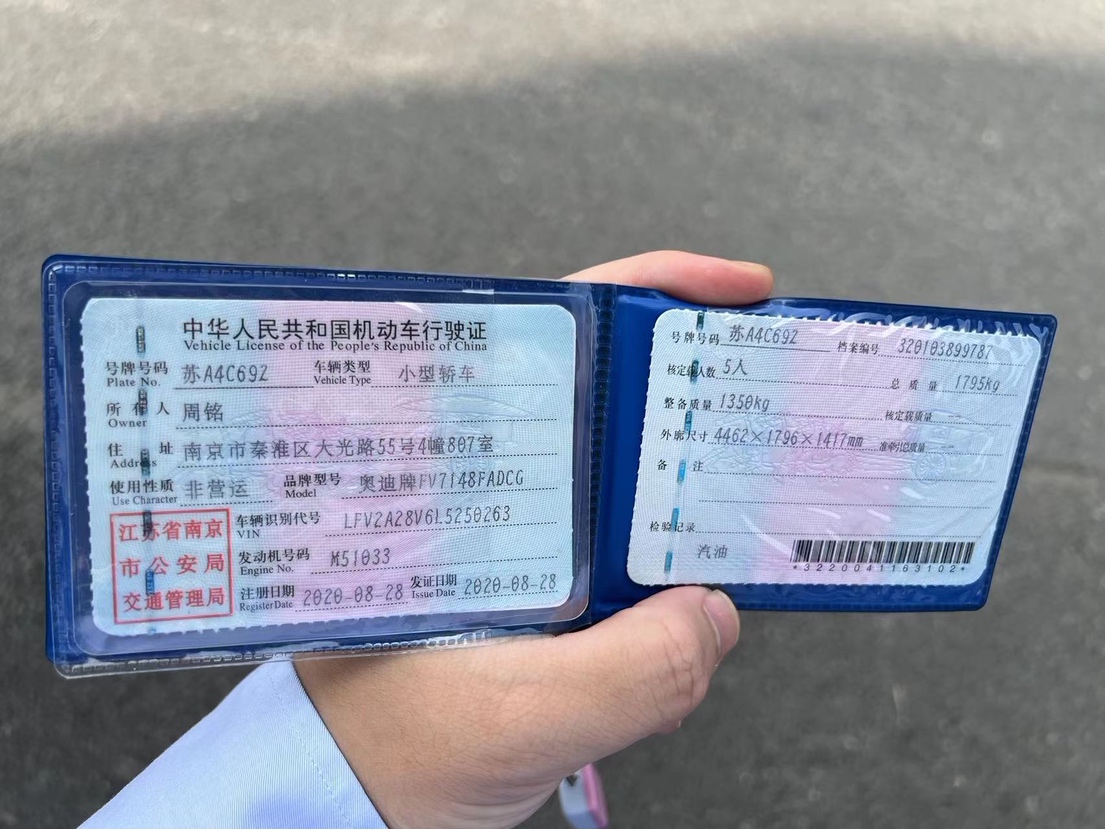 中华人民共和国机动车行驶证
Vehicle License of the People's Republic of China
号牌号码 苏A4C692 车辆类型 小型轿车
Plate No. Vehicle Type
所有人 周铭
Owner
住址 南京市秦淮区大光路55号4幢807室
Address
使用性质 非营运 品牌型号 奥迪牌FV7148FADCG
Use Character Model
江苏省南京
市公安局
交通管理局
车辆识别代号 LFV2A28V6L5250263
VIN
发动机号码 M51033
Engine No.
注册日期 2020-08-28 发证日期 2020-08-28
Register Date Issue Date
号牌号码 苏A4C692 档案编号 320103899787
核定载人数 5人 总质量 1795kg
整备质量 1350kg 核定载质量
外廓尺寸 4462×1796×1417mm 准牵引总质量
备注
检验记录
汽油
*3220041163102*